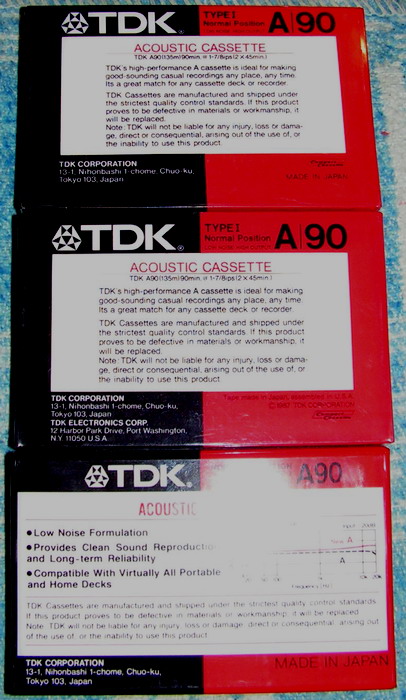 TDK®
TYPE I
Normal Position
A|90
ACOUSTIC CASSETTE
TDK A90(135m)90min. 1-7/8ips(2×45min.)
TDK's high-performance A cassette is ideal for making
good-sounding casual recordings any place, any time.
Its a great match for any cassette deck or recorder.
TDK Cassettes are manufactured and shipped under
the strictest quality control standards. If this product
proves to be defective in materials or workmanship, it
will be replaced.
Note: TDK will not be liable for any injury, loss or dama-
ge, direct or consequential, arising out of the use of, or
the inability to use this product.
TDK CORPORATION
13-1, Nihonbashi 1-chome, Chuo-ku,
Tokyo 103, Japan
MADE IN JAPAN
TDK®
TYPE I
Normal Position
A|90
ACOUSTIC CASSETTE
TDK A90(135m)90min. 1-7/8ips(2×45min.)
TDK's high-performance A cassette is ideal for making
good-sounding casual recordings any place, any time.
Its a great match for any cassette deck or recorder.
TDK Cassettes are manufactured and shipped under
the strictest quality control standards. If this product
proves to be defective in materials or workmanship, it
will be replaced.
Note: TDK will not be liable for any injury, loss or dama-
ge, direct or consequential, arising out of the use of, or
the inability to use this product.
TDK CORPORATION
13-1, Nihonbashi 1-chome, Chuo-ku,
Tokyo 103, Japan
TDK ELECTRONICS CORP.
12 Harbor Park Drive, Port Washington,
N.Y. 11050 U.S.A.
Tape made in Japan, assembled in U.S.A.
© 1987 TDK CORPORATION
TDK®
A90
ACOUSTIC
●Low Noise Formulation
●Provides Clean Sound Reproductio
and Long-term Reliability
●Compatible With Virtually All Portable
and Home Decks
A
A
TDK Cassettes are manufactured and shipped under the strictest quality control standards.
If this product proves to be defective in materials or workmanship, it will be replaced.
Note: TDK will not be liable for any injury, loss or damage, direct or consequential, arising out
of the use of, or the inability to use this product.
TDK CORPORATION
13-1, Nihonbashi 1-chome, Chuo-ku,
Tokyo 103, Japan
MADE IN JAPAN